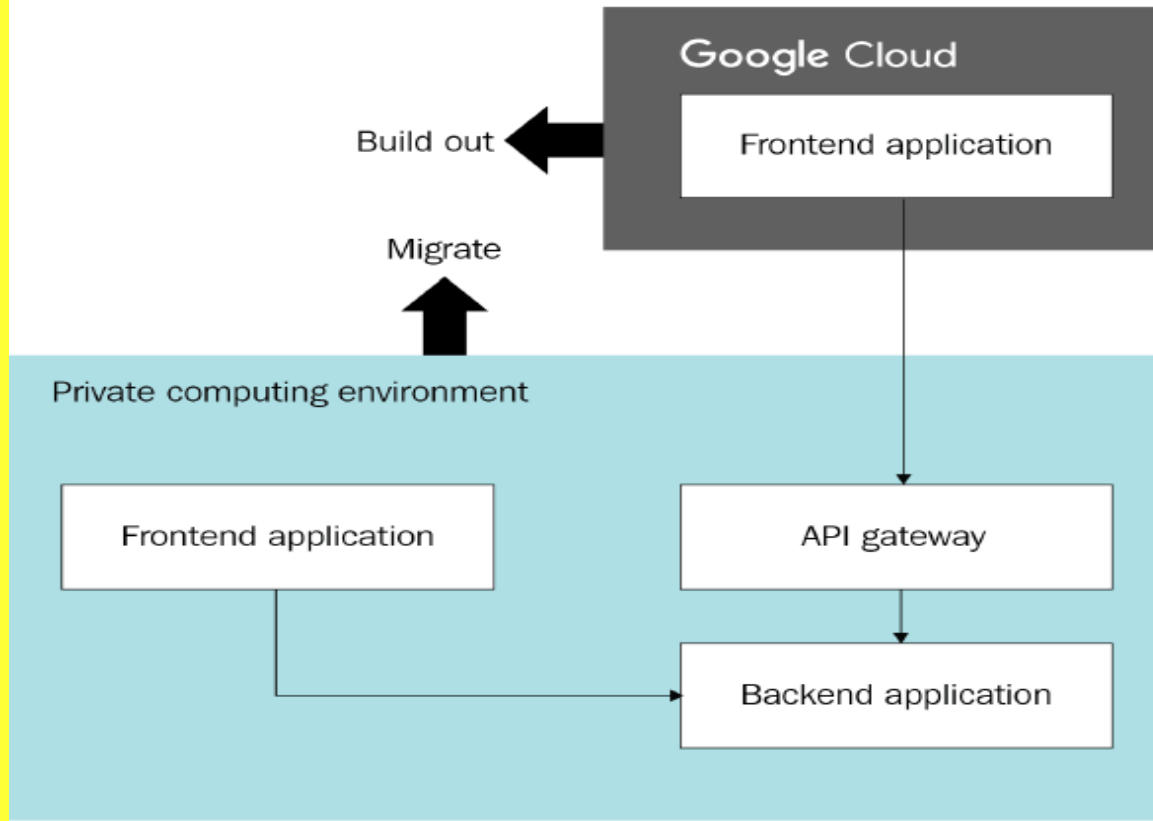 Google Cloud
Build out
Frontend application
Migrate
Private computing environment
Frontend application
API gateway
Backend application